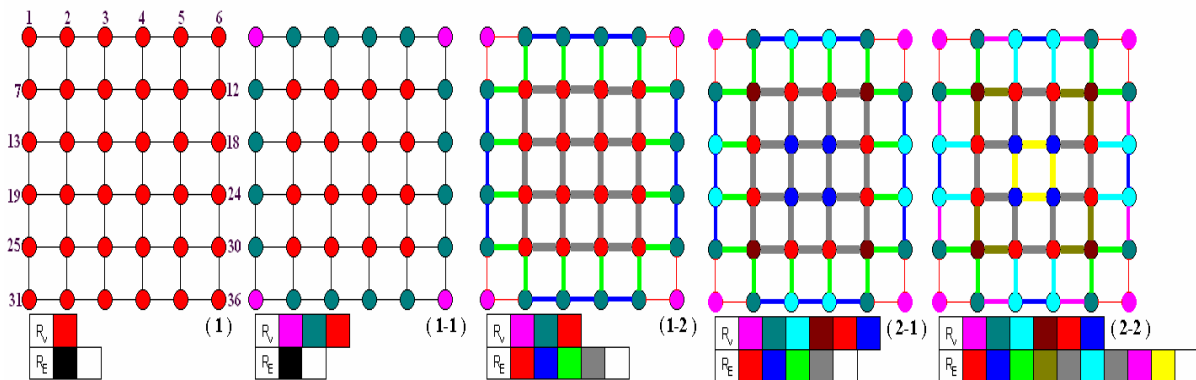 1 2 3 4 5 6
7 12
13 18
19 24
25 30
31 36
(1) (1-1) (1-2) (2-1) (2-2)
Rv Rv Rv Rv Rv
RE RE RE RE RE